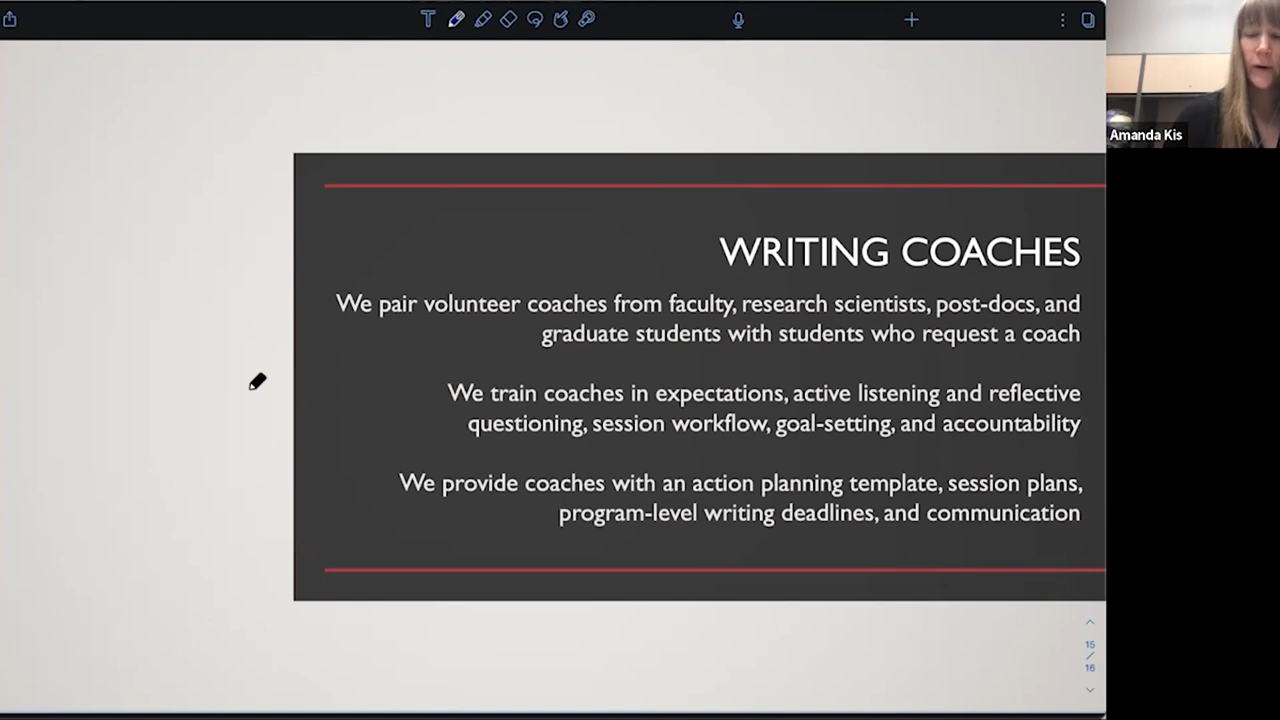 Amanda Kis
WRITING COACHES
We pair volunteer coaches from faculty, research scientists, post-docs, and
graduate students with students who request a coach
We train coaches in expectations, active listening and reflective
questioning, session workflow, goal-setting, and accountability
We provide coaches with an action planning template, session plans,
program-level writing deadlines, and communication
15
/
16